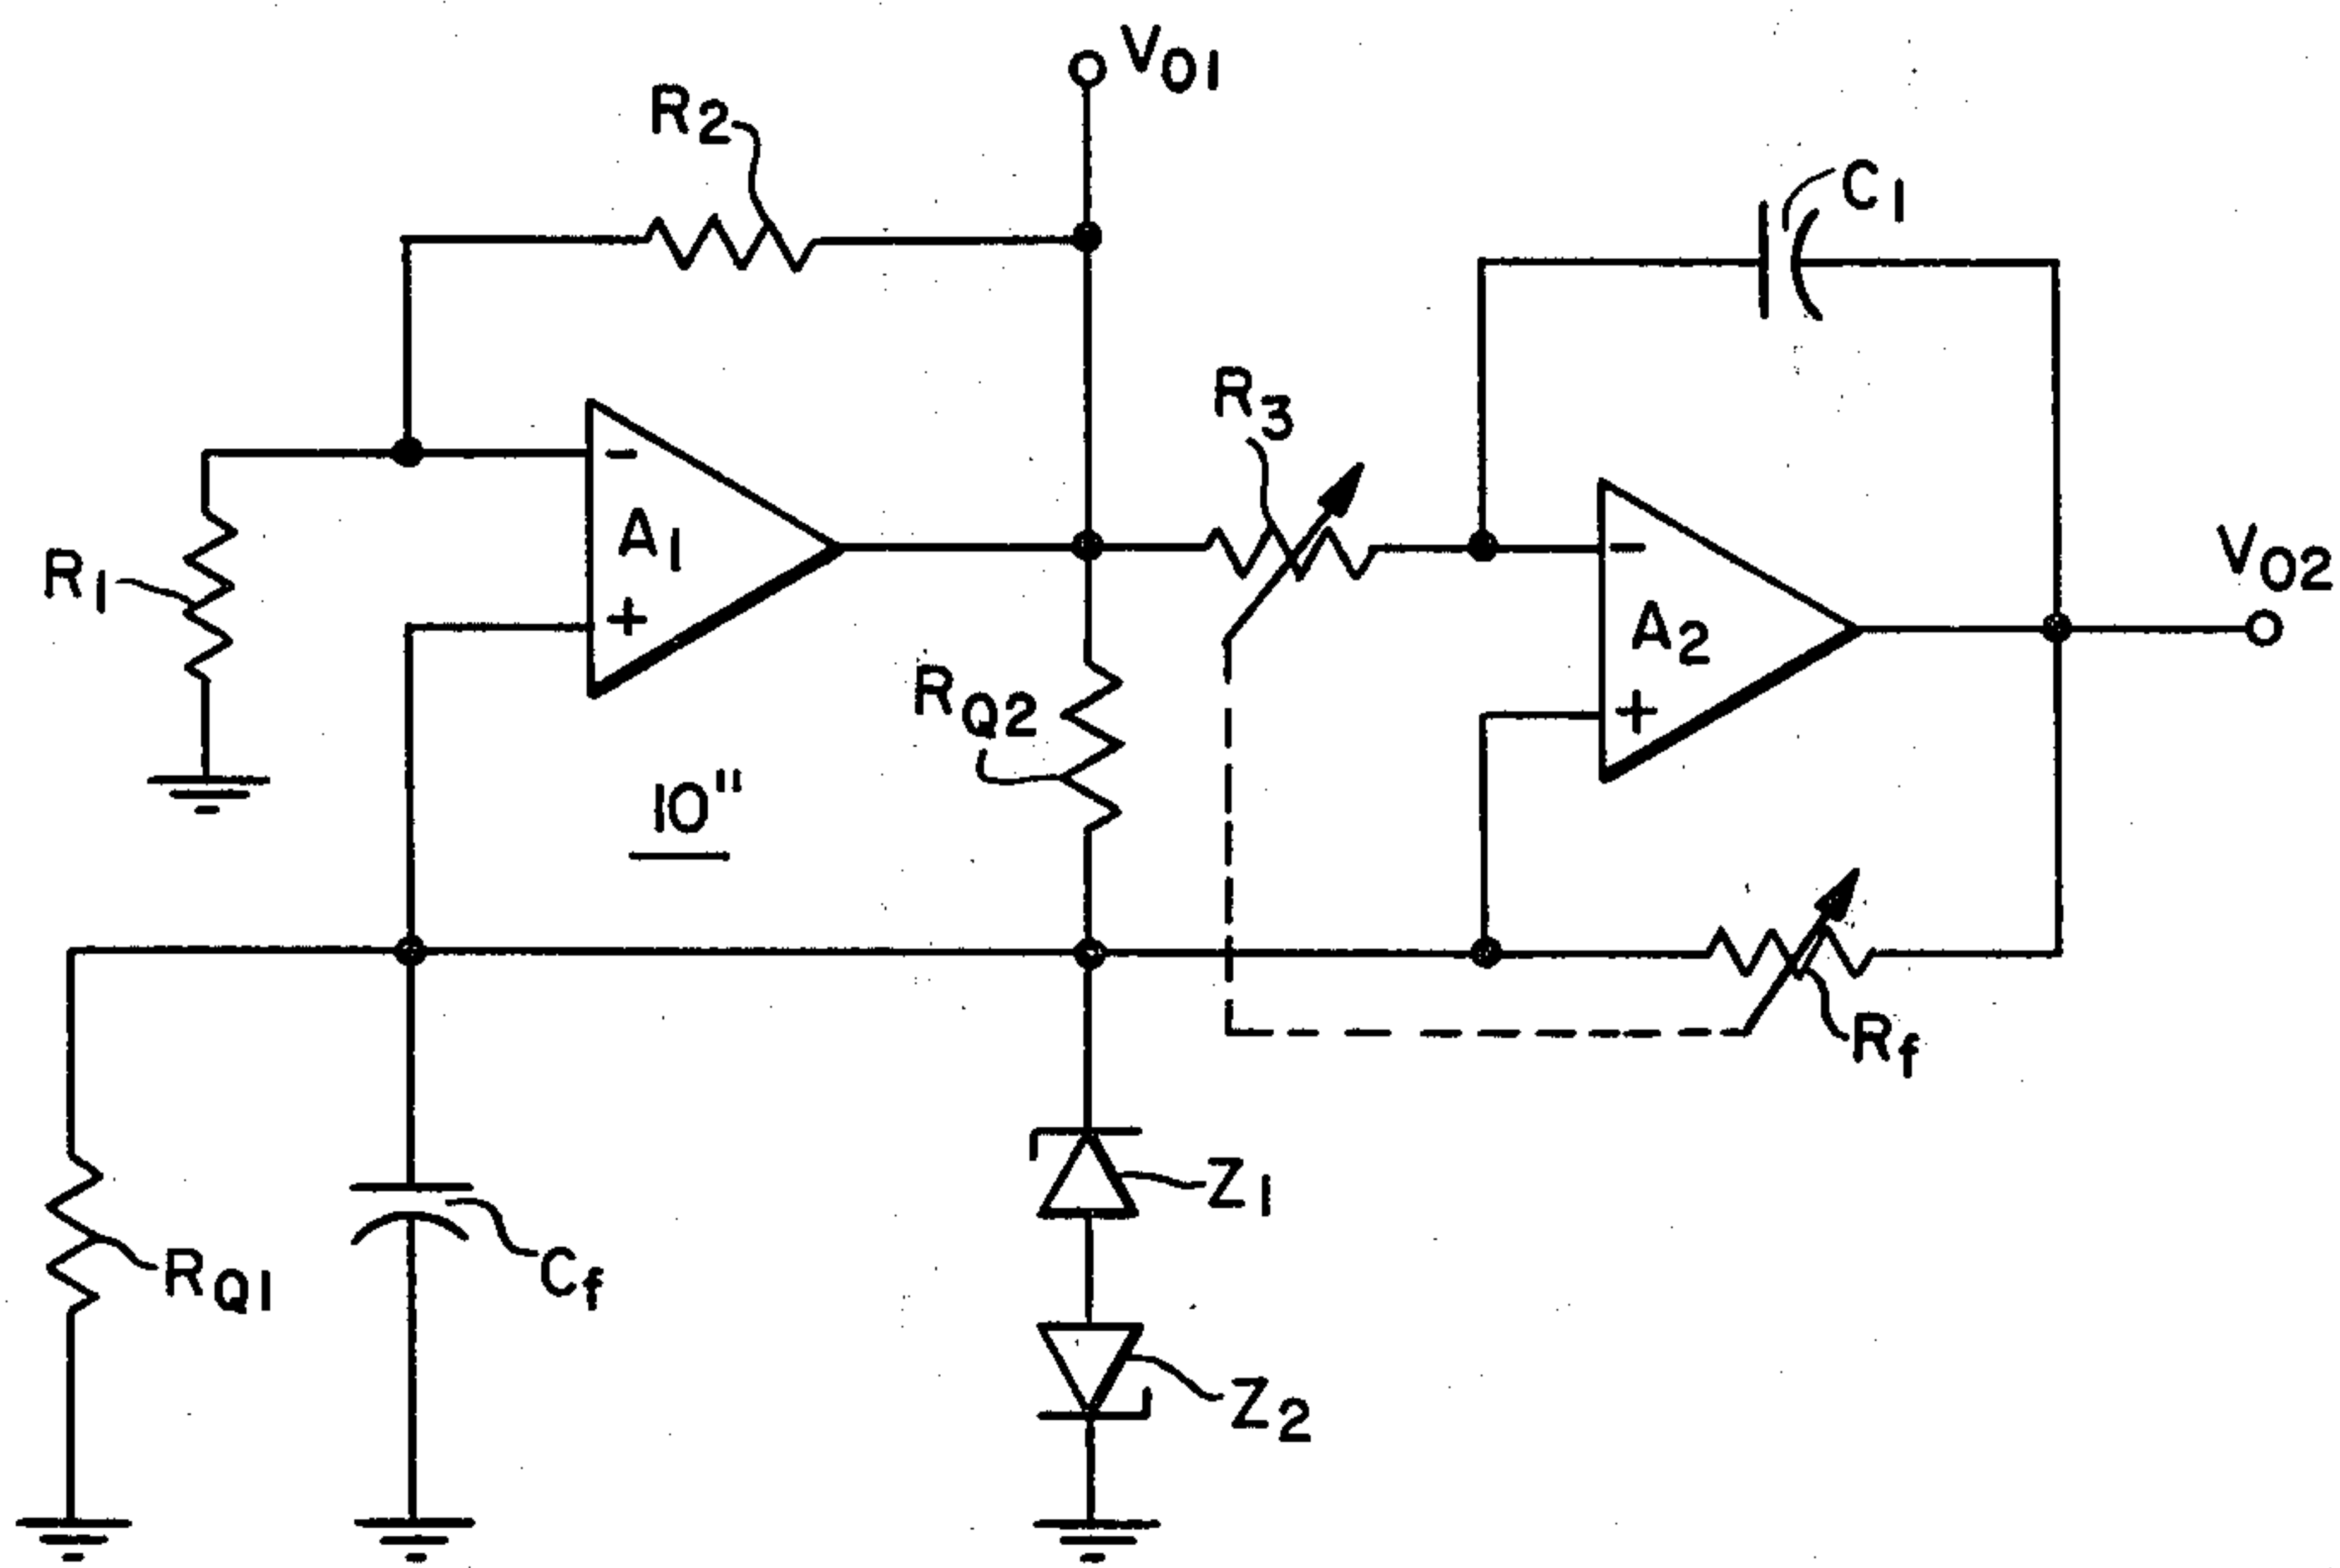 VO1
R2
C1
R3
-
A1
+
R1
-
A2
+
VO2
RQ2
10"
Rf
Z1
RQ1
Cf
Z2